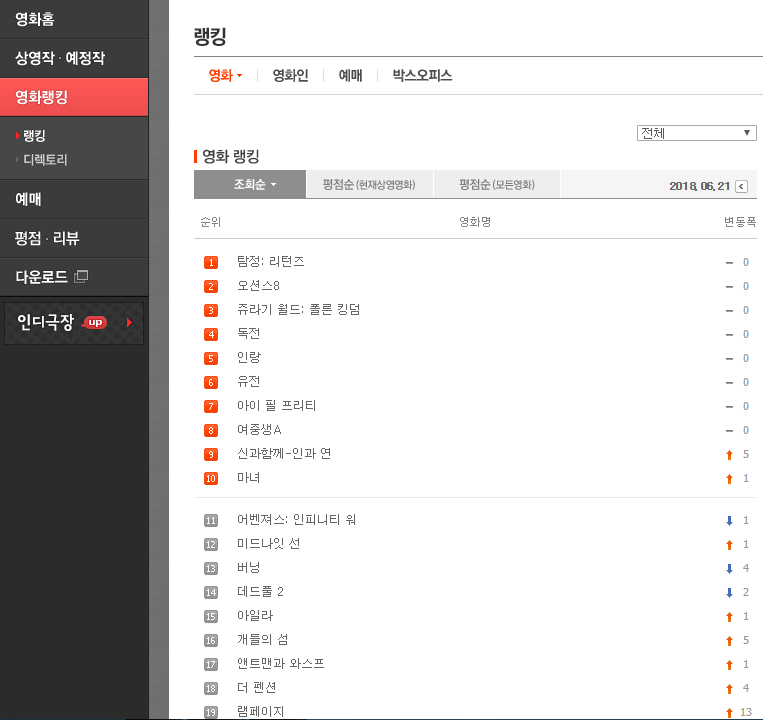 영화홈
상영작 · 예정작
영화랭킹
랭킹
디렉토리
예매
평점 · 리뷰
다운로드
인디극장 up
랭킹
영화 영화인 예매 박스오피스
전체
영화 랭킹
조회순 평점순 (현재상영영화) 평점순 (모든영화) 2018. 06. 21
순위 영화명 변동폭
1 탐정: 리턴즈 0
2 오션스8 0
3 쥬라기 월드: 폴른 킹덤 0
4 독전 0
5 인랑 0
6 유전 0
7 아이 필 프리티 0
8 여중생A 0
9 신과함께-인과 연 5
10 마녀 1
11 어벤져스: 인피니티 워 1
12 미드나잇 선 1
13 버닝 4
14 데드풀 2 2
15 아일라 1
16 개들의 섬 5
17 앤트맨과 와스프 1
18 더 펜션 4
19 램페이지 13